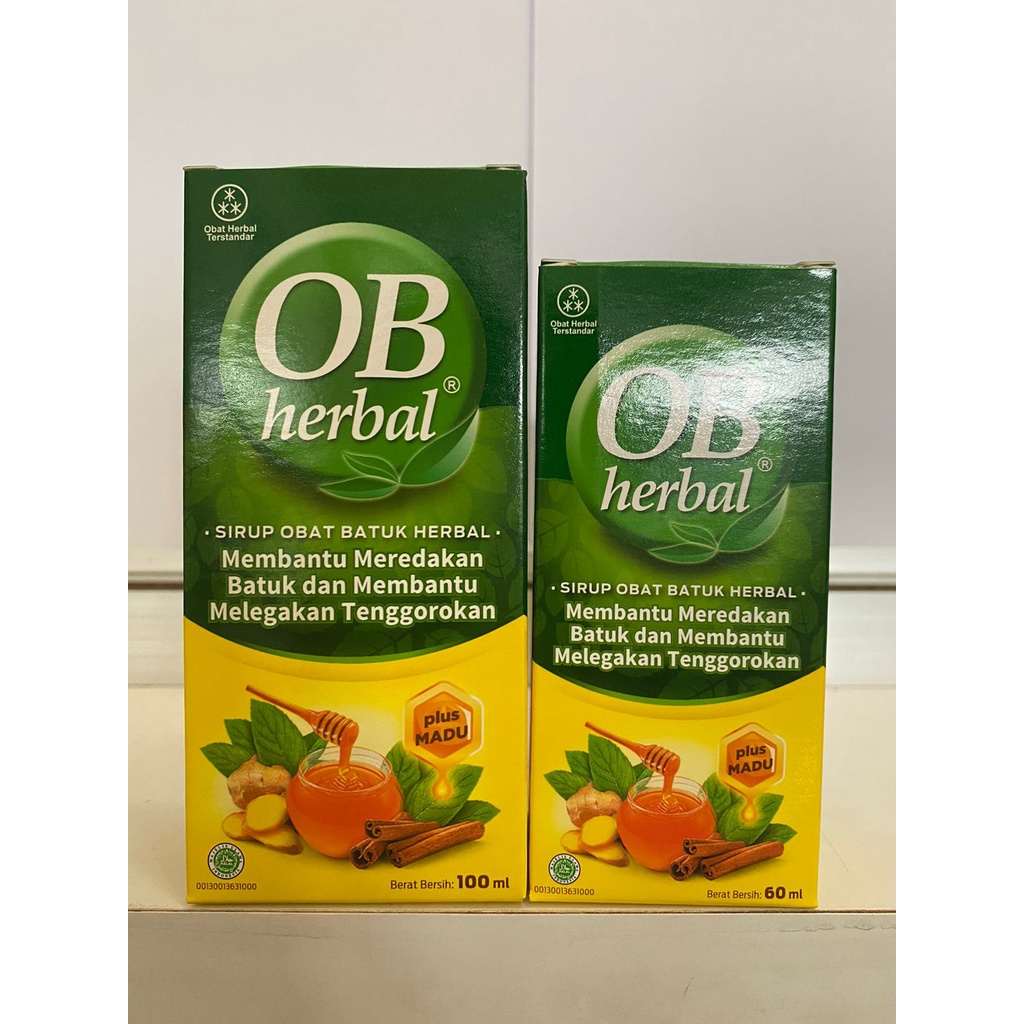 Obat Herbal
Terstandar
OB
herbal®
· SIRUP OBAT BATUK HERBAL ·
Membantu Meredakan
Batuk dan Membantu
Melegakan Tenggorokan
plus
MADU
00130013631000
Berat Bersih: 100 ml
Obat Herbal
Terstandar
OB
herbal®
· SIRUP OBAT BATUK HERBAL ·
Membantu Meredakan
Batuk dan Membantu
Melegakan Tenggorokan
plus
MADU
00130013631000
Berat Bersih: 60 ml